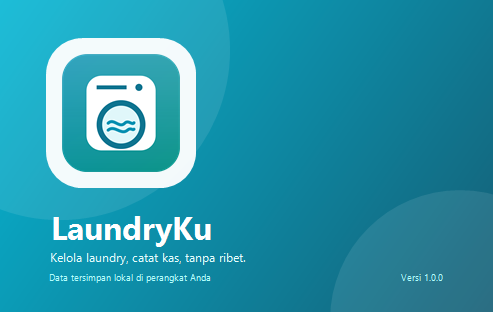 LaundryKu
Kelola laundry, catat kas, tanpa ribet.
Data tersimpan lokal di perangkat Anda
Versi 1.0.0